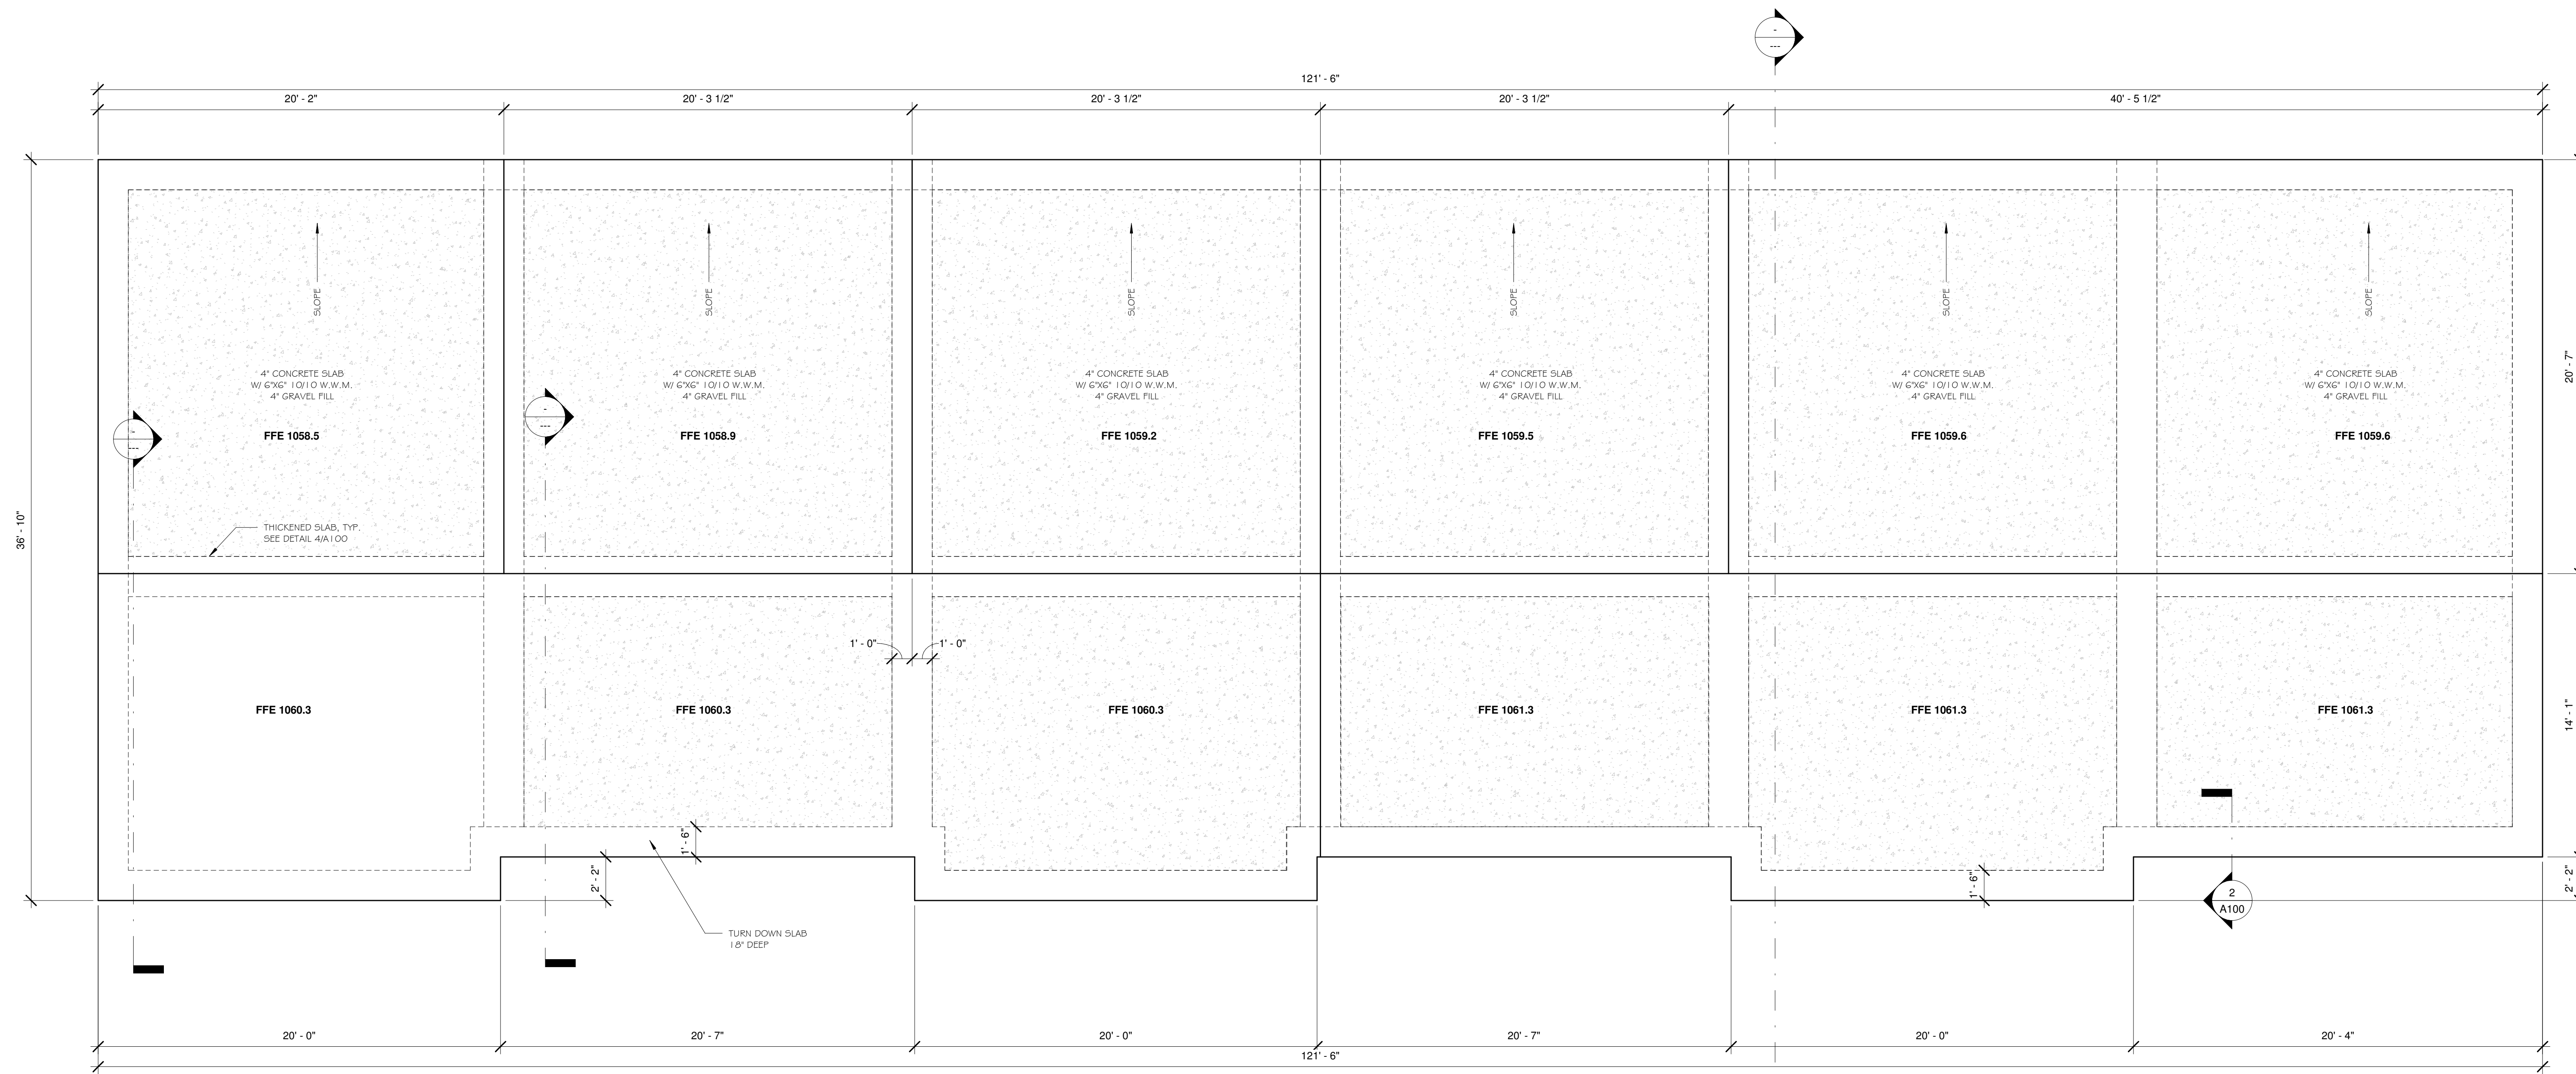 -
---
121' - 6"
20' - 2"
20' - 3 1/2"
20' - 3 1/2"
20' - 3 1/2"
40' - 5 1/2"
SLOPE
SLOPE
SLOPE
SLOPE
SLOPE
SLOPE
36' - 10"
20' - 7"
4" CONCRETE SLAB
W/ 6"X6" 10/10 W.W.M.
4" GRAVEL FILL
4" CONCRETE SLAB
W/ 6"X6" 10/10 W.W.M.
4" GRAVEL FILL
4" CONCRETE SLAB
W/ 6"X6" 10/10 W.W.M.
4" GRAVEL FILL
4" CONCRETE SLAB
W/ 6"X6" 10/10 W.W.M.
4" GRAVEL FILL
4" CONCRETE SLAB
W/ 6"X6" 10/10 W.W.M.
4" GRAVEL FILL
4" CONCRETE SLAB
W/ 6"X6" 10/10 W.W.M.
4" GRAVEL FILL
-
---
-
---
FFE 1058.5
FFE 1058.9
FFE 1059.2
FFE 1059.5
FFE 1059.6
FFE 1059.6
THICKENED SLAB, TYP.
SEE DETAIL 4/A100
1' - 0"
1' - 0"
FFE 1060.3
FFE 1060.3
FFE 1060.3
FFE 1061.3
FFE 1061.3
FFE 1061.3
14' - 1"
1' - 6"
2' - 2"
1' - 6"
2' - 2"
2
A100
TURN DOWN SLAB
18" DEEP
20' - 0"
20' - 7"
20' - 0"
20' - 7"
20' - 0"
20' - 4"
121' - 6"